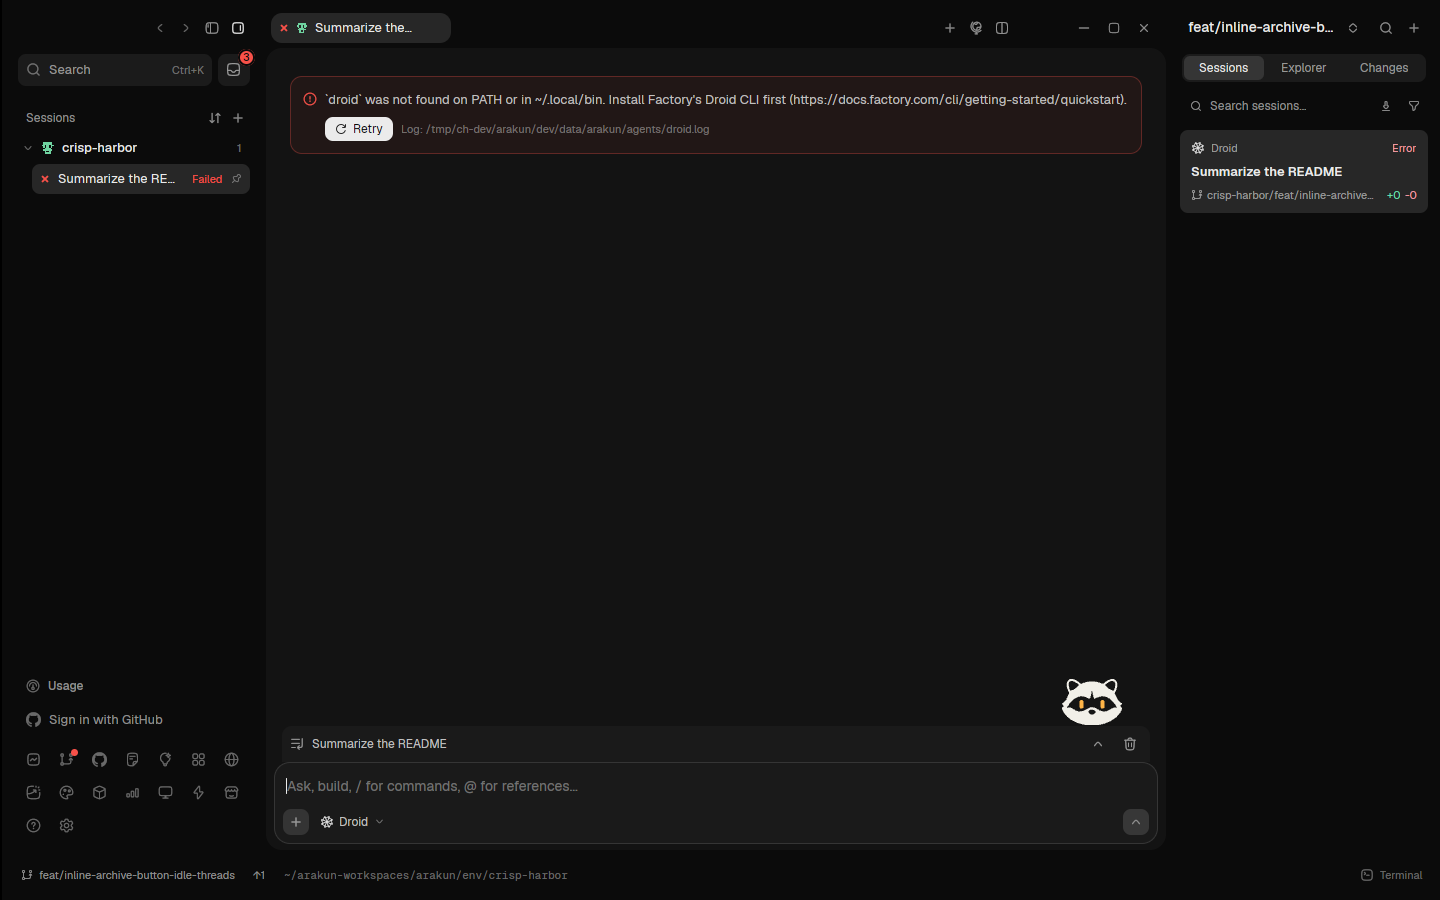 Summarize the...
feat/inline-archive-b...
Search
Ctrl+K
3
Sessions
crisp-harbor
1
Summarize the RE...
Failed
`droid` was not found on PATH or in ~/.local/bin. Install Factory's Droid CLI first (https://docs.factory.com/cli/getting-started/quickstart).
Retry
Log: /tmp/ch-dev/arakun/dev/data/arakun/agents/droid.log
Sessions
Explorer
Changes
Search sessions...
Droid
Error
Summarize the README
crisp-harbor/feat/inline-archive...
+0 -0
Usage
Sign in with GitHub
Summarize the README
Ask, build, / for commands, @ for references...
Droid
feat/inline-archive-button-idle-threads
↑1
~/arakun-workspaces/arakun/env/crisp-harbor
Terminal